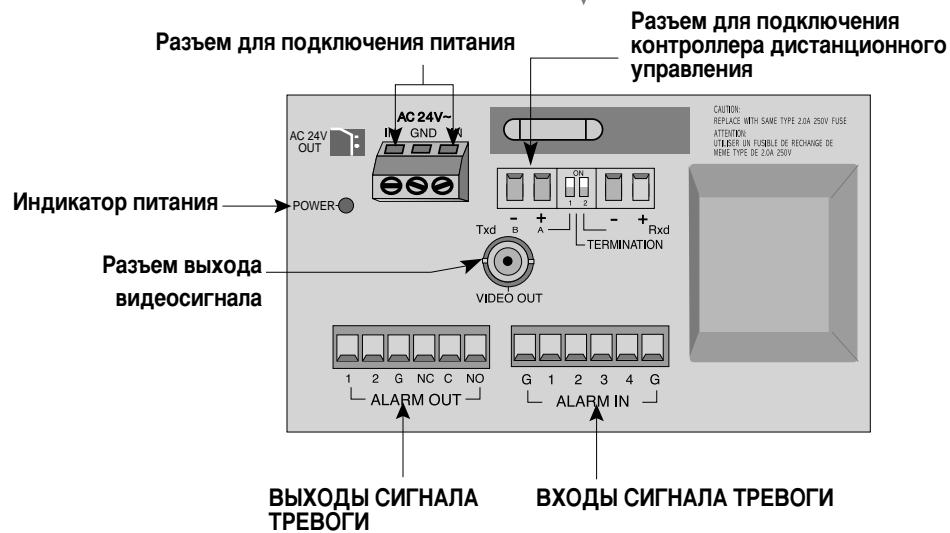 Разъем для подключения
контроллера дистанционного
управления
Разъем для подключения питания
CAUTION:
REPLACE WITH SAME TYPE 2.0A 250V FUSE
ATTENTION:
UTILISER UN FUSIBLE DE RECHANGE DE
MEME TYPE DE 2.0A 250V
AC 24V~
GND
AC 24V
OUT
ON
1 2
Индикатор питания
POWER
- + - +
Txd B A Rxd
TERMINATION
Разъем выхода
видеосигнала
VIDEO OUT
1 2 G NC C NO
ALARM OUT
G 1 2 3 4 G
ALARM IN
ВЫХОДЫ СИГНАЛА
ТРЕВОГИ
ВХОДЫ СИГНАЛА ТРЕВОГИ